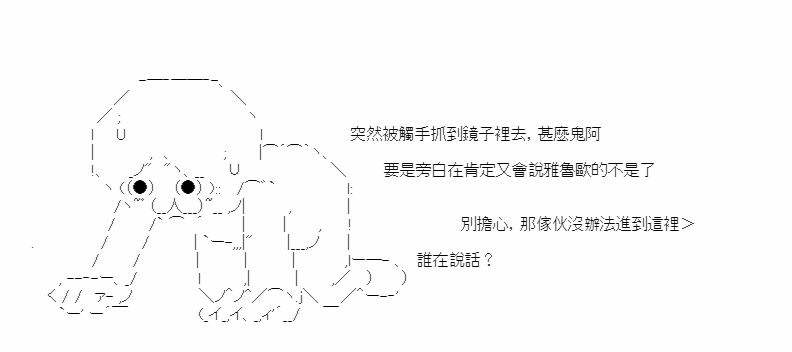 突然被觸手抓到鏡子裡去，甚麼鬼阿
要是旁白在肯定又會說雅魯歐的不是了
別擔心，那傢伙沒辦法進到這裡＞
誰在說話？